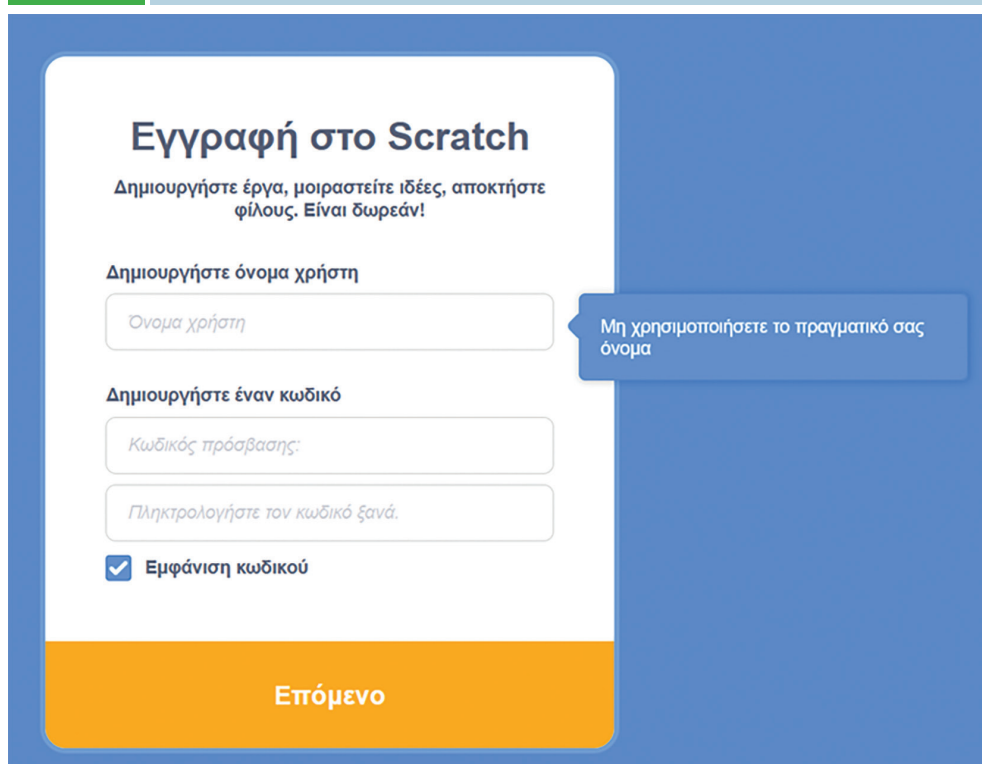 Εγγραφή στο Scratch
Δημιουργήστε έργα, μοιραστείτε ιδέες, αποκτήστε
φίλους. Είναι δωρεάν!
Δημιουργήστε όνομα χρήστη
Όνομα χρήστη
Μη χρησιμοποιήσετε το πραγματικό σας
όνομα
Δημιουργήστε έναν κωδικό
Κωδικός πρόσβασης:
Πληκτρολογήστε τον κωδικό ξανά.
Εμφάνιση κωδικού
Επόμενο